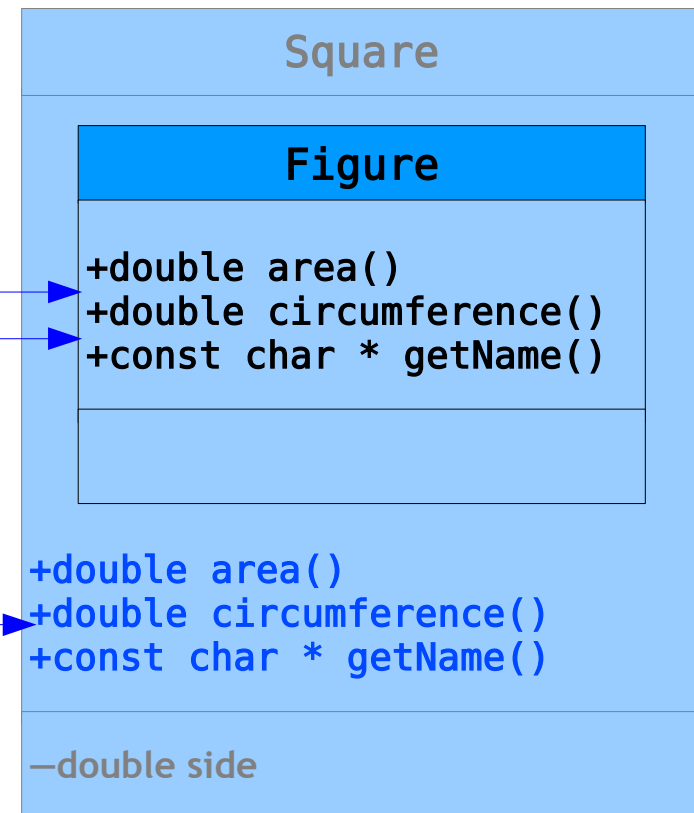 Square
Figure
+double area()
+double circumference()
+const char * getName()
+double area()
+double circumference()
+const char * getName()
—double side